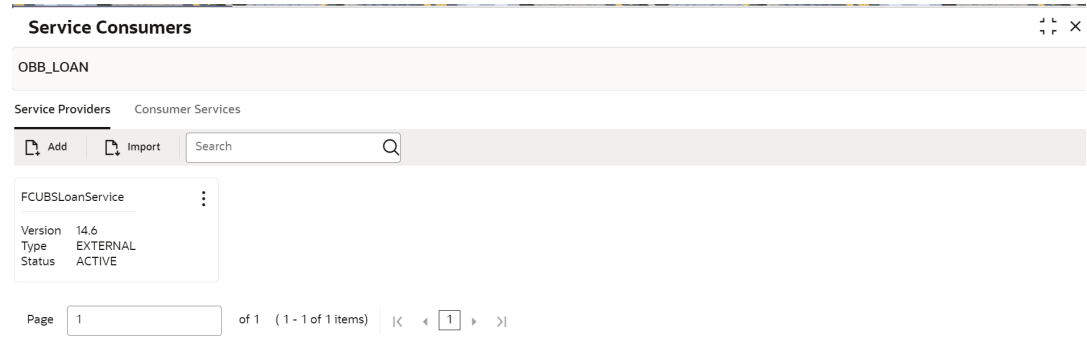 Service Consumers
OBB_LOAN
Service Providers Consumer Services
Add Import Search
FCUBSLoanService
Version 14.6
Type EXTERNAL
Status ACTIVE
Page 1 of 1 ( 1 - 1 of 1 items) 1